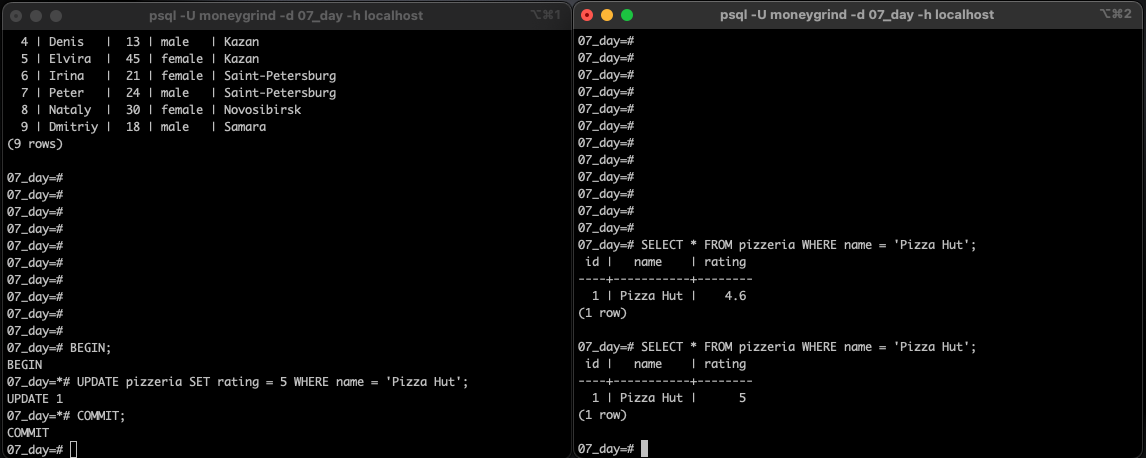 psql -U moneygrind -d 07_day -h localhost
⌥⌘1
  4 | Denis   |  13 | male   | Kazan
  5 | Elvira  |  45 | female | Kazan
  6 | Irina   |  21 | female | Saint-Petersburg
  7 | Peter   |  24 | male   | Saint-Petersburg
  8 | Nataly  |  30 | female | Novosibirsk
  9 | Dmitriy |  18 | male   | Samara
(9 rows)
07_day=#
07_day=#
07_day=#
07_day=#
07_day=#
07_day=#
07_day=#
07_day=#
07_day=#
07_day=#
07_day=# BEGIN;
BEGIN
07_day=*# UPDATE pizzeria SET rating = 5 WHERE name = 'Pizza Hut';
UPDATE 1
07_day=*# COMMIT;
COMMIT
07_day=#
psql -U moneygrind -d 07_day -h localhost
⌥⌘2
07_day=#
07_day=#
07_day=#
07_day=#
07_day=#
07_day=#
07_day=#
07_day=#
07_day=#
07_day=#
07_day=#
07_day=#
07_day=# SELECT * FROM pizzeria WHERE name = 'Pizza Hut';
 id |   name    | rating
----+-----------+--------
  1 | Pizza Hut |    4.6
(1 row)
07_day=# SELECT * FROM pizzeria WHERE name = 'Pizza Hut';
 id |   name    | rating
----+-----------+--------
  1 | Pizza Hut |      5
(1 row)
07_day=#